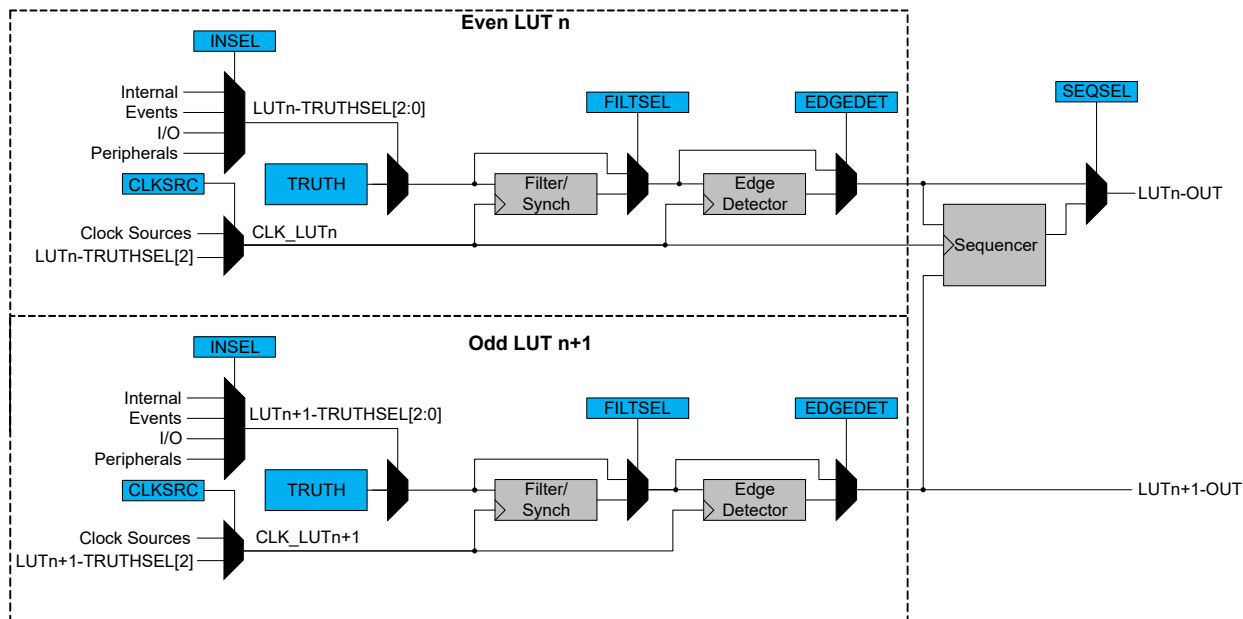 Even LUT n
INSEL
Internal
Events
I/O
Peripherals
LUTn-TRUTHSEL[2:0]
FILTSEL
EDGEDET
SEQSEL
CLKSRC
TRUTH
Filter/
Synch
Edge
Detector
LUTn-OUT
Clock Sources
LUTn-TRUTHSEL[2]
CLK_LUTn
Sequencer
Odd LUT n+1
INSEL
Internal
Events
I/O
Peripherals
LUTn+1-TRUTHSEL[2:0]
FILTSEL
EDGEDET
CLKSRC
TRUTH
Filter/
Synch
Edge
Detector
LUTn+1-OUT
Clock Sources
LUTn+1-TRUTHSEL[2]
CLK_LUTn+1